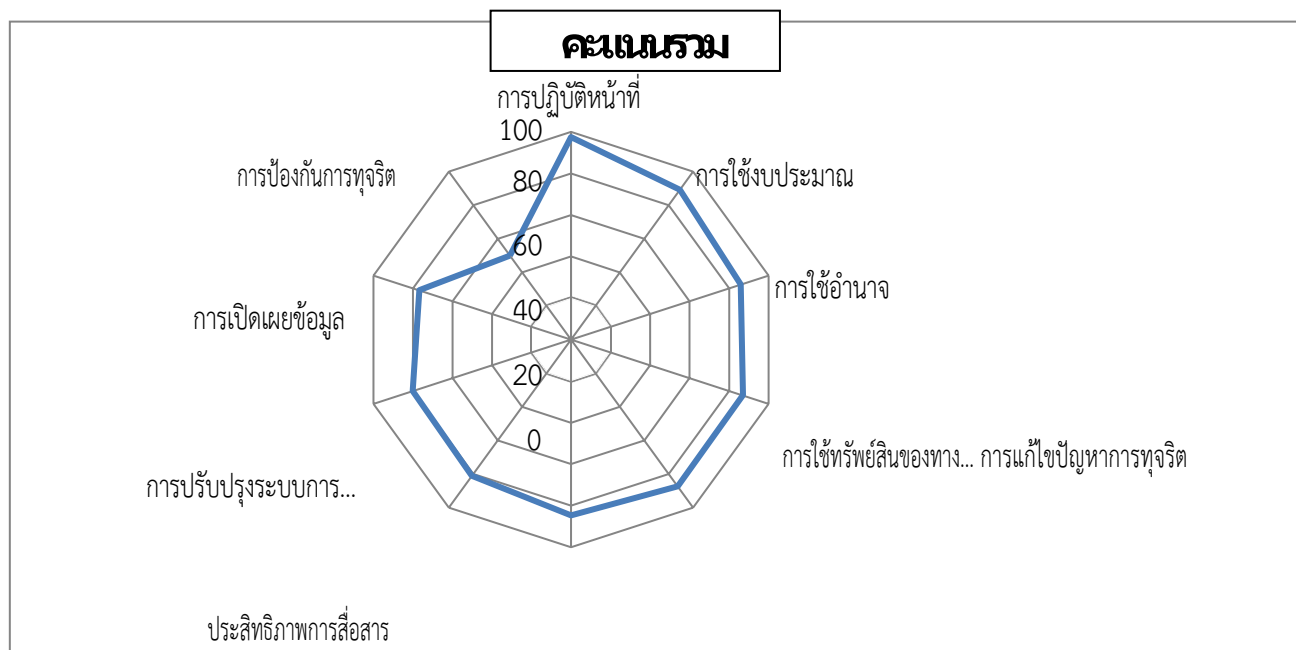 คะแนนรวม
การปฏิบัติหน้าที่
100
การป้องกันการทุจริต
80
การใช้งบประมาณ
60
การใช้อำนาจ
40
การเปิดเผยข้อมูล
20
0
การใช้ทรัพย์สินของทาง... การแก้ไขปัญหาการทุจริต
การปรับปรุงระบบการ...
ประสิทธิภาพการสื่อสาร